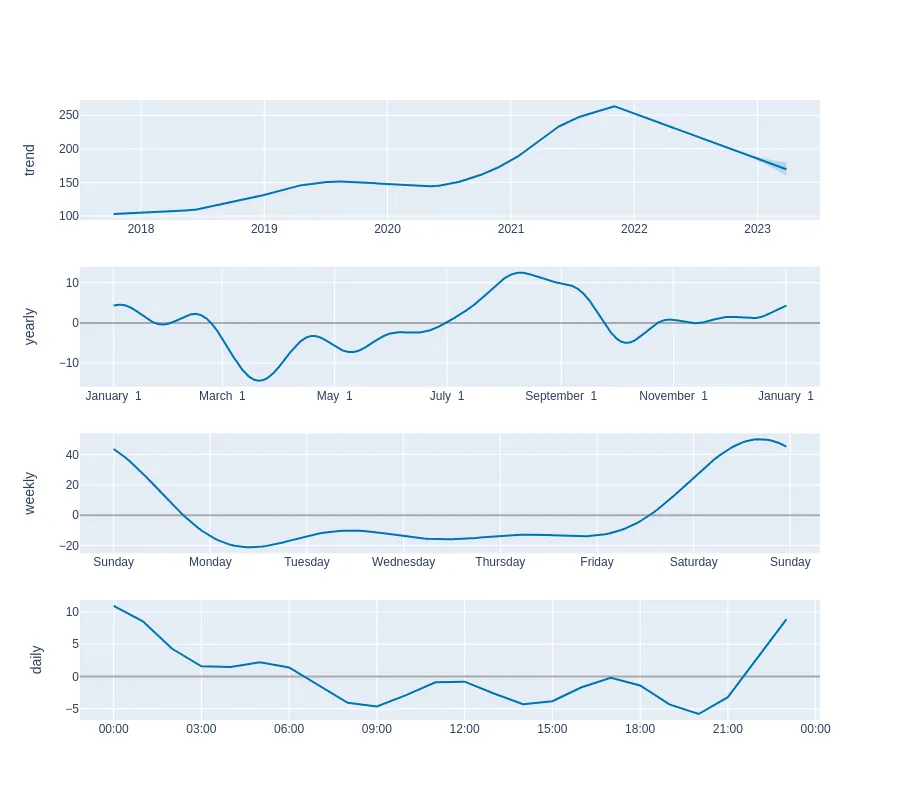 trend
250
200
150
100
2018 2019 2020 2021 2022 2023
yearly
10
0
−10
January 1 March 1 May 1 July 1 September 1 November 1 January 1
weekly
40
20
0
−20
Sunday Monday Tuesday Wednesday Thursday Friday Saturday Sunday
daily
10
5
0
−5
00:00 03:00 06:00 09:00 12:00 15:00 18:00 21:00 00:00